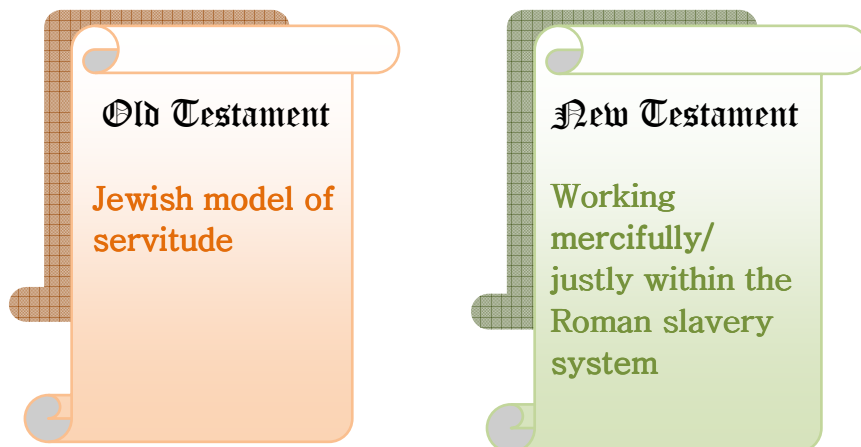 Old Testament
Jewish model of
servitude
New Testament
Working
mercifully/
justly within the
Roman slavery
system